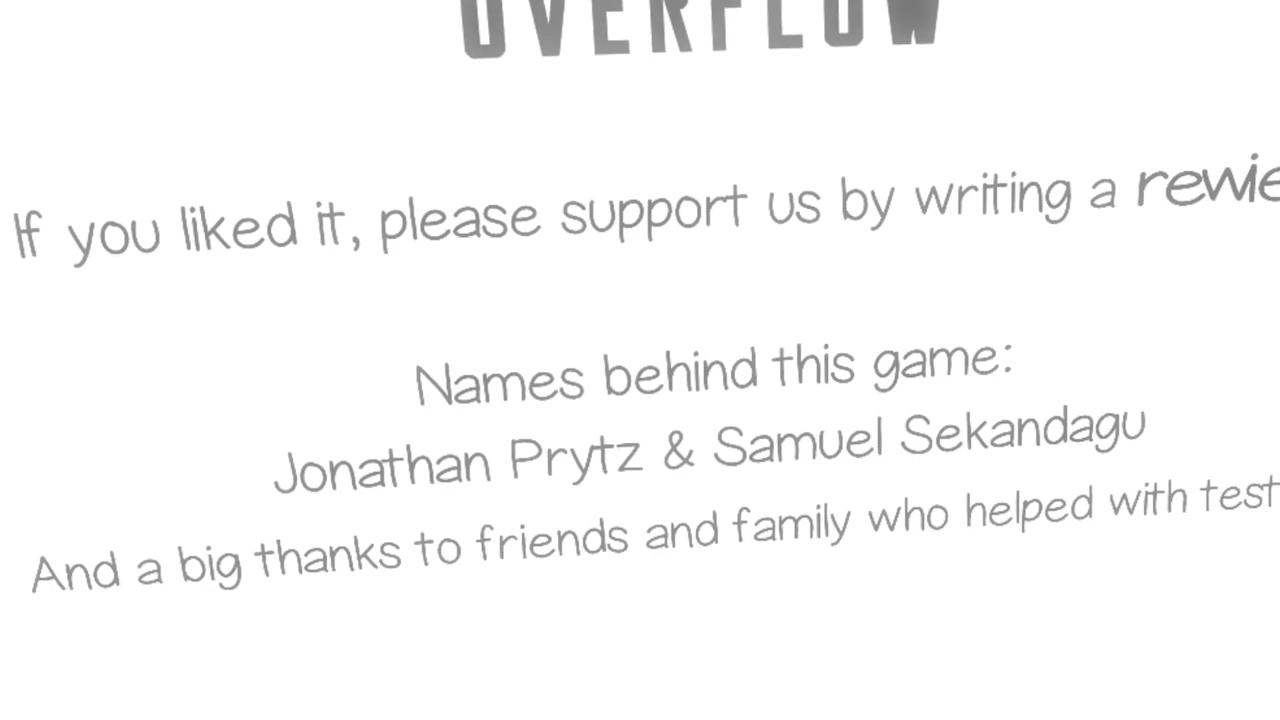 OVERFLOW
If you liked it, please support us by writing a rewie
Names behind this game:
Jonathan Prytz & Samuel Sekandagu
And a big thanks to friends and family who helped with test